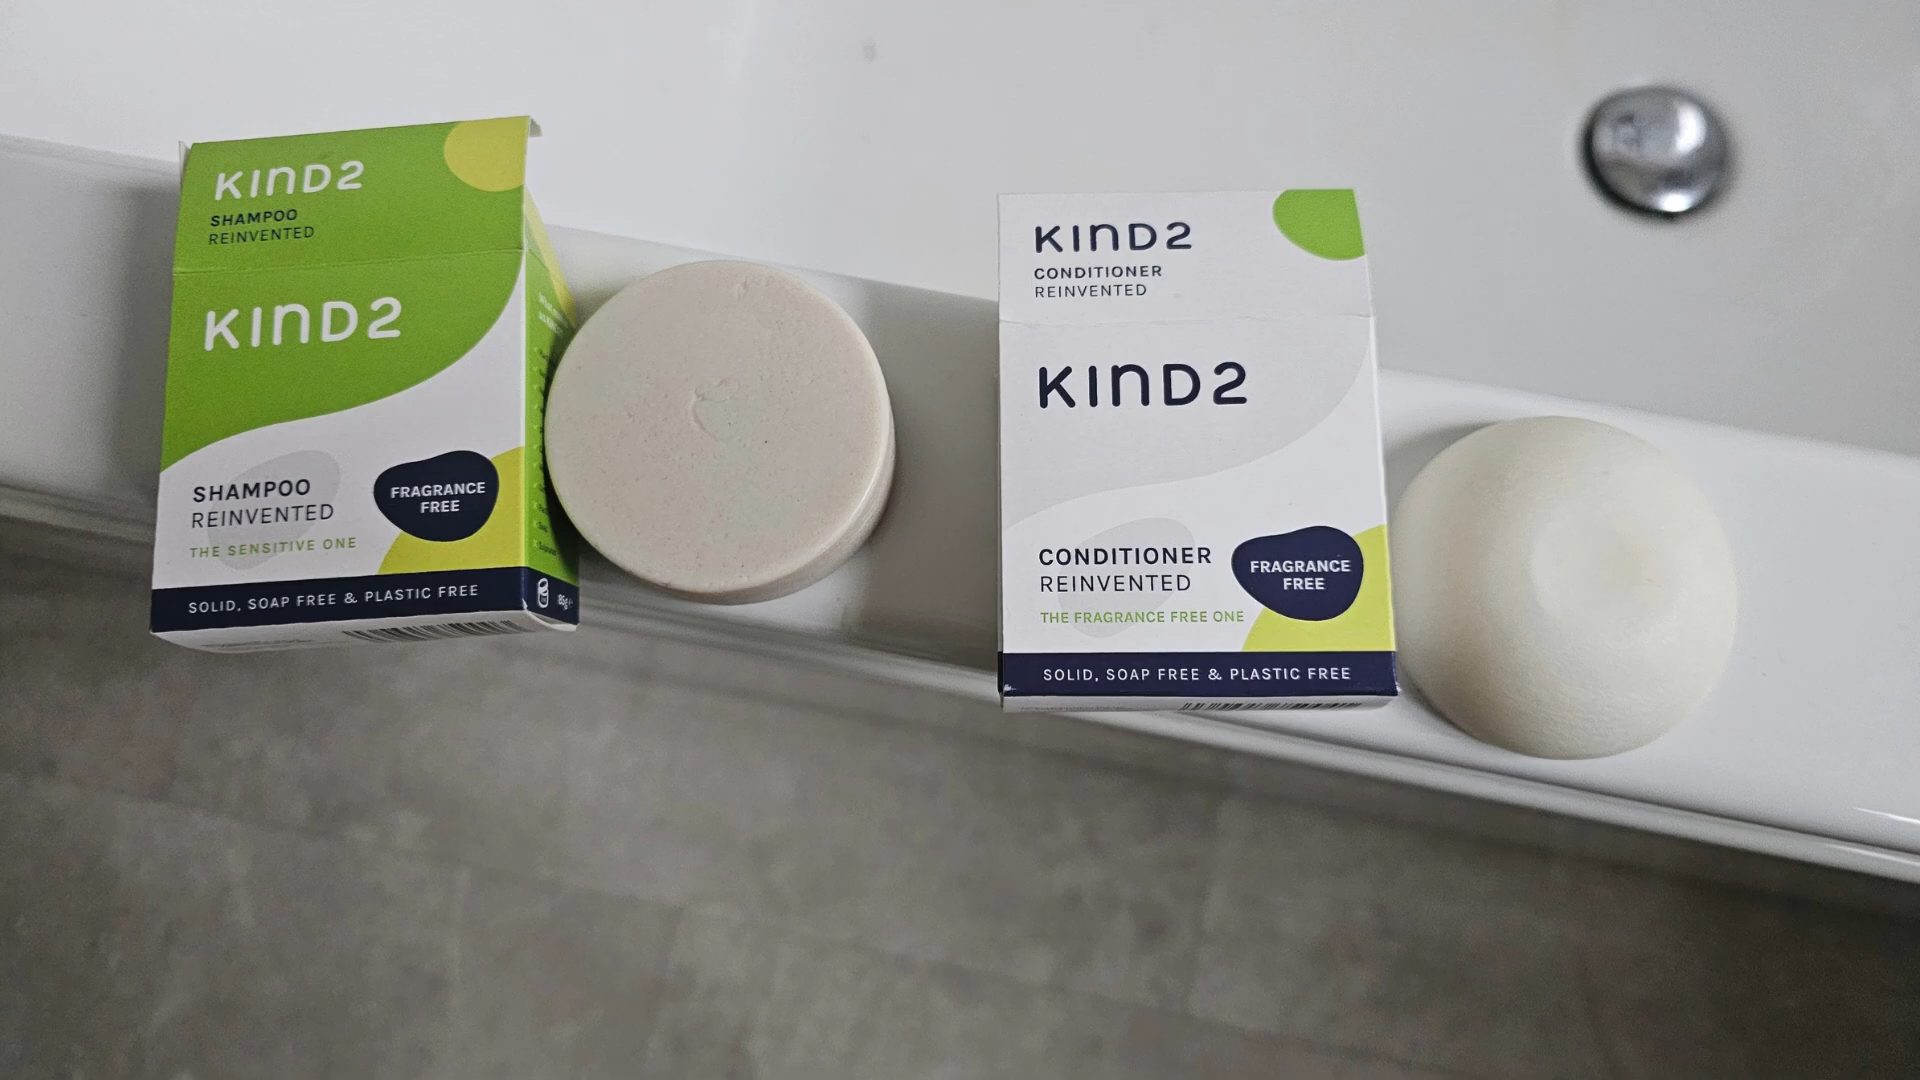 KIND2
SHAMPOO
REINVENTED
KIND2
SHAMPOO
REINVENTED
THE SENSITIVE ONE
FRAGRANCE
FREE
SOLID, SOAP FREE & PLASTIC FREE
KIND2
CONDITIONER
REINVENTED
KIND2
CONDITIONER
REINVENTED
THE FRAGRANCE FREE ONE
FRAGRANCE
FREE
SOLID, SOAP FREE & PLASTIC FREE